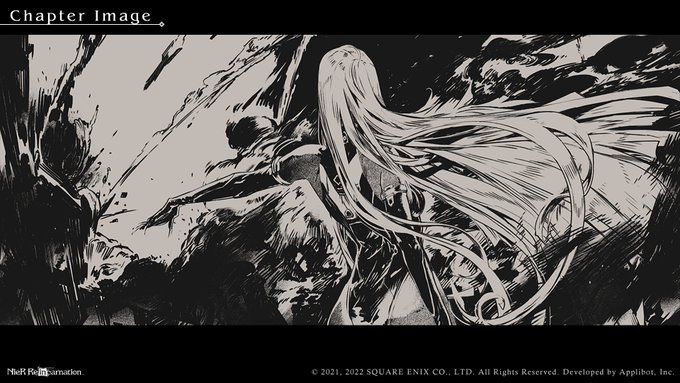 Chapter Image
NieR Re[in]carnation.
© 2021, 2022 SQUARE ENIX CO., LTD. All Rights Reserved. Developed by Applibot, Inc.